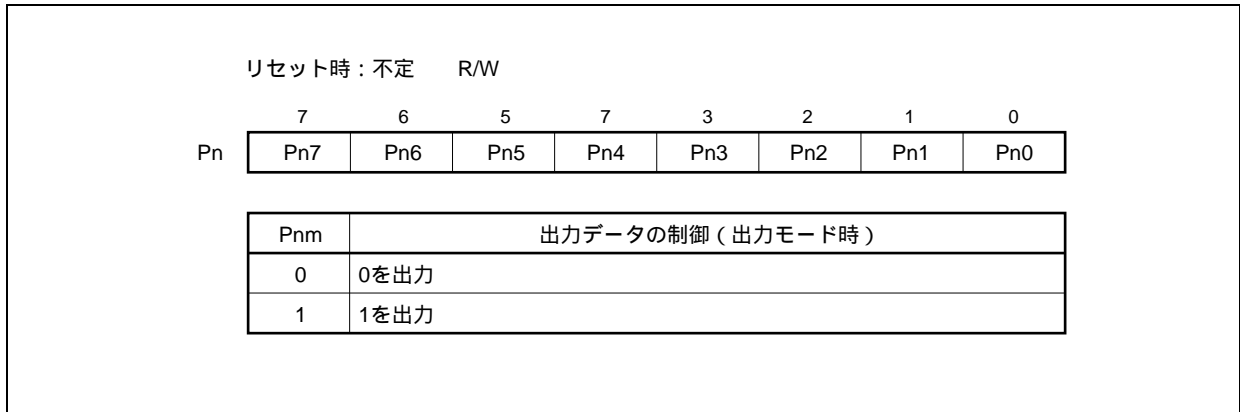 リセット時：不定 R/W
7 6 5 7 3 2 1 0
Pn Pn7 Pn6 Pn5 Pn4 Pn3 Pn2 Pn1 Pn0
Pnm 出力データの制御（出力モード時）
0 0を出力
1 1を出力